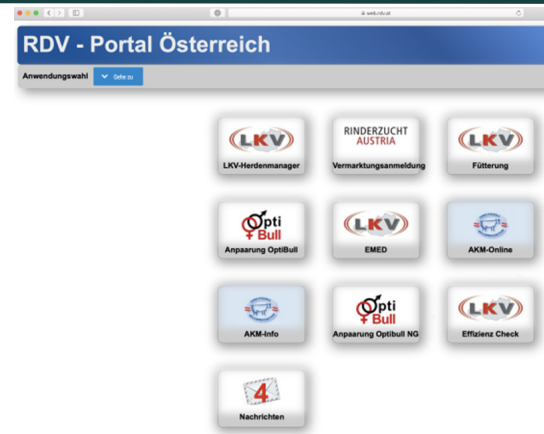 web.rdv.at
RDV - Portal Österreich
Anwendungswahl Gehe zu
LKV RINDERZUCHT AUSTRIA LKV
LKV-Herdenmanager Vermarktungsanmeldung Fütterung
Opti Bull LKV
Anpaarung OptiBull EMED AKM-Online
Opti Bull LKV
AKM-Info Anpaarung Optibull NG Effizienz Check
4
Nachrichten